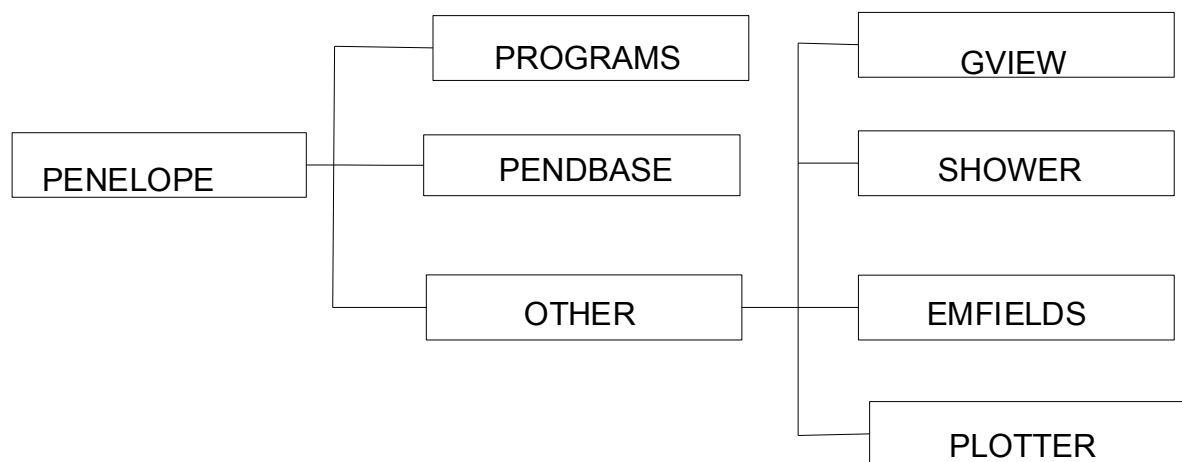 PENELOPE
PROGRAMS
PENDBASE
OTHER
GVIEW
SHOWER
EMFIELDS
PLOTTER